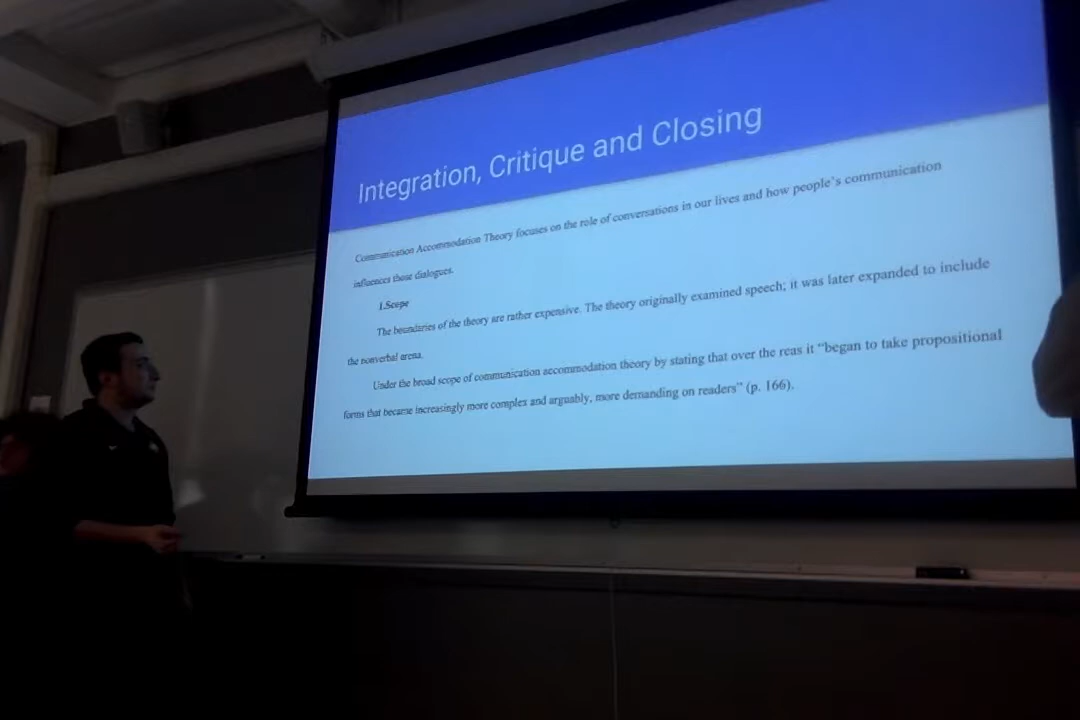 Integration, Critique and Closing
Communication Accommodation Theory focuses on the role of conversations in our lives and how people's communication
influences those dialogues.
1.Scope
The boundaries of the theory are rather expensive. The theory originally examined speech; it was later expanded to include
the nonverbal arena.
Under the broad scope of communication accommodation theory by stating that over the reas it “began to take propositional
forms that became increasingly more complex and arguably, more demanding on readers” (p. 166).